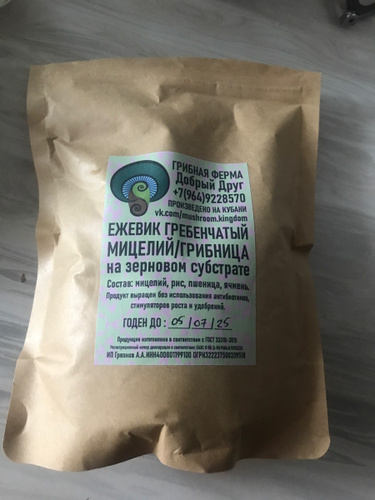 ГРИБНАЯ ФЕРМА
Добрый Друг
+7(964)9228570
ПРОИЗВЕДЕНО НА КУБАНИ
vk.com/mushroom.kingdom
ЕЖЕВИК ГРЕБЕНЧАТЫЙ
МИЦЕЛИЙ/ГРИБНИЦА
на зерновом субстрате
Состав: мицелий, рис, пшеница, ячмень.
Продукт выращен без использования антибиотиков,
стимуляторов роста и удобрений.
ГОДЕН ДО: 05/07/25
Продукция изготовлена в соответствии с ГОСТ
ИП Грязнов А.А.